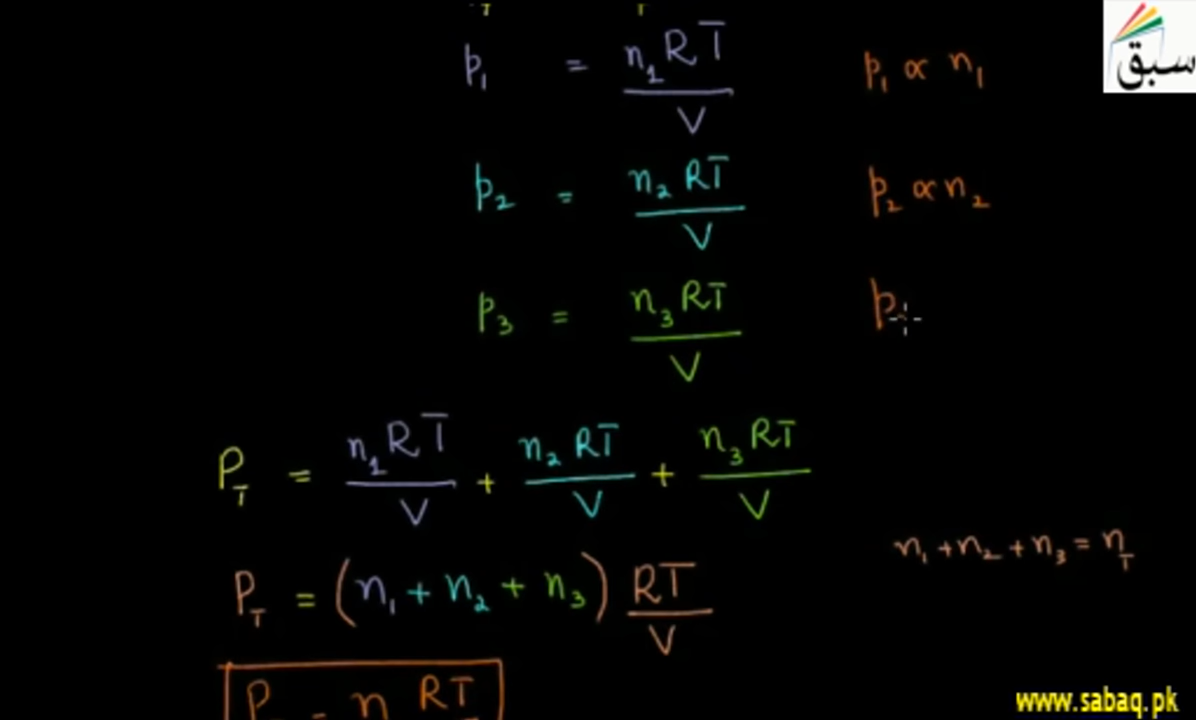 سبق
p₁ = n₁RT/V p₁ ∝ n₁
p₂ = n₂RT/V p₂ ∝ n₂
p₃ = n₃RT/V p
P_T = n₁RT/V + n₂RT/V + n₃RT/V
n₁ + n₂ + n₃ = n_T
P_T = (n₁ + n₂ + n₃) RT/V
P = n RT
www.sabaq.pk